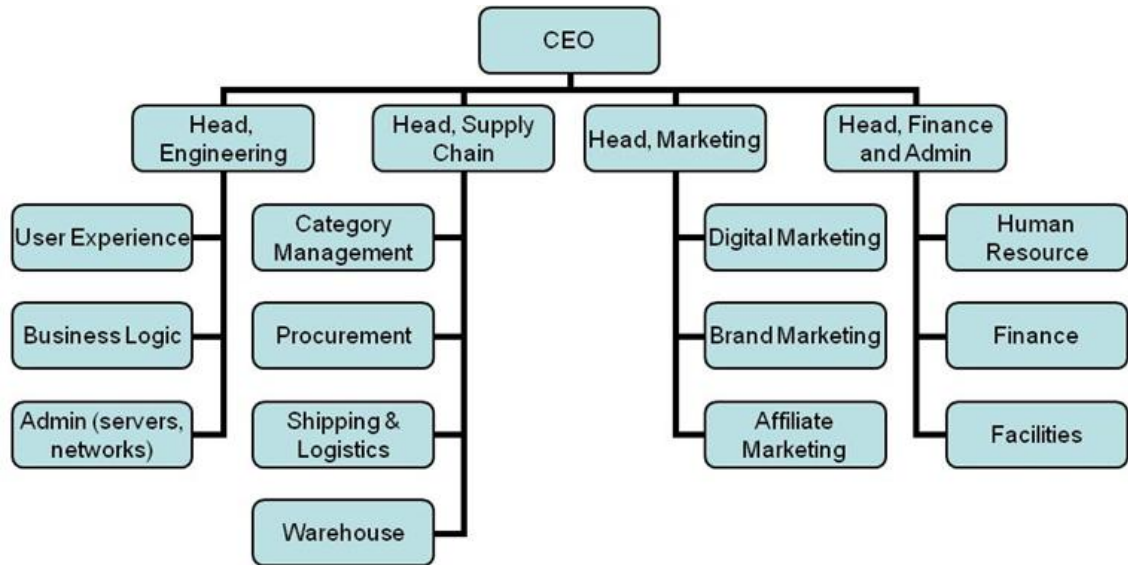 CEO
Head,
Engineering
Head, Supply
Chain
Head, Marketing
Head, Finance
and Admin
User Experience
Category
Management
Digital Marketing
Human
Resource
Business Logic
Procurement
Brand Marketing
Finance
Admin (servers,
networks)
Shipping &
Logistics
Affiliate
Marketing
Facilities
Warehouse